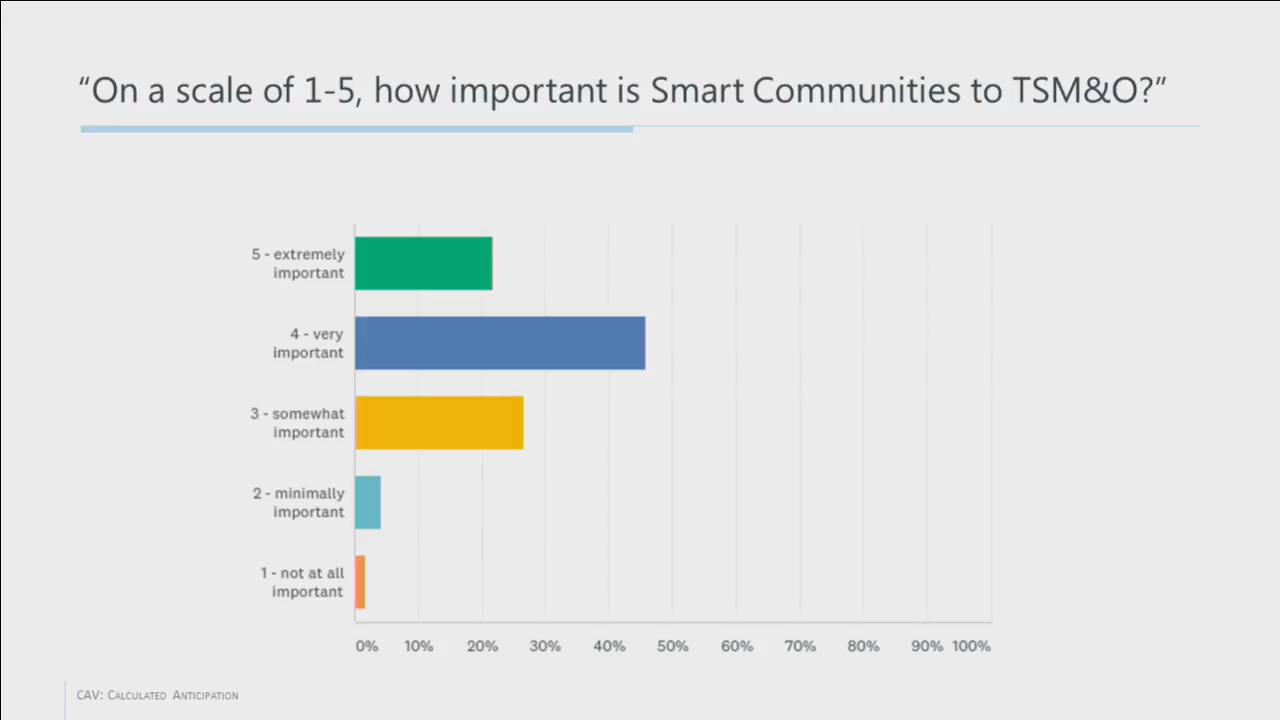 “On a scale of 1-5, how important is Smart Communities to TSM&O?”
5 - extremely
important
4 - very
important
3 - somewhat
important
2 - minimally
important
1 - not at all
important
0% 10% 20% 30% 40% 50% 60% 70% 80% 90% 100%
CAV: CALCULATED ANTICIPATION